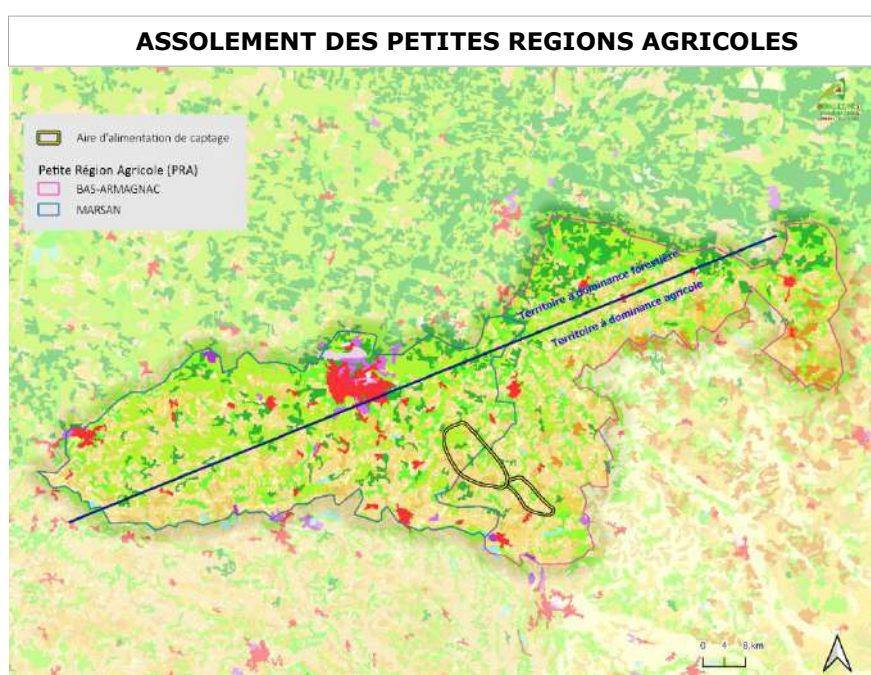 ASSOLEMENT DES PETITES REGIONS AGRICOLES
Aire d'alimentation de captage
Petite Région Agricole (PRA)
BAS-ARMAGNAC
MARSAN
Territoire à dominance forestière
Territoire à dominance agricole
0 4 8 km